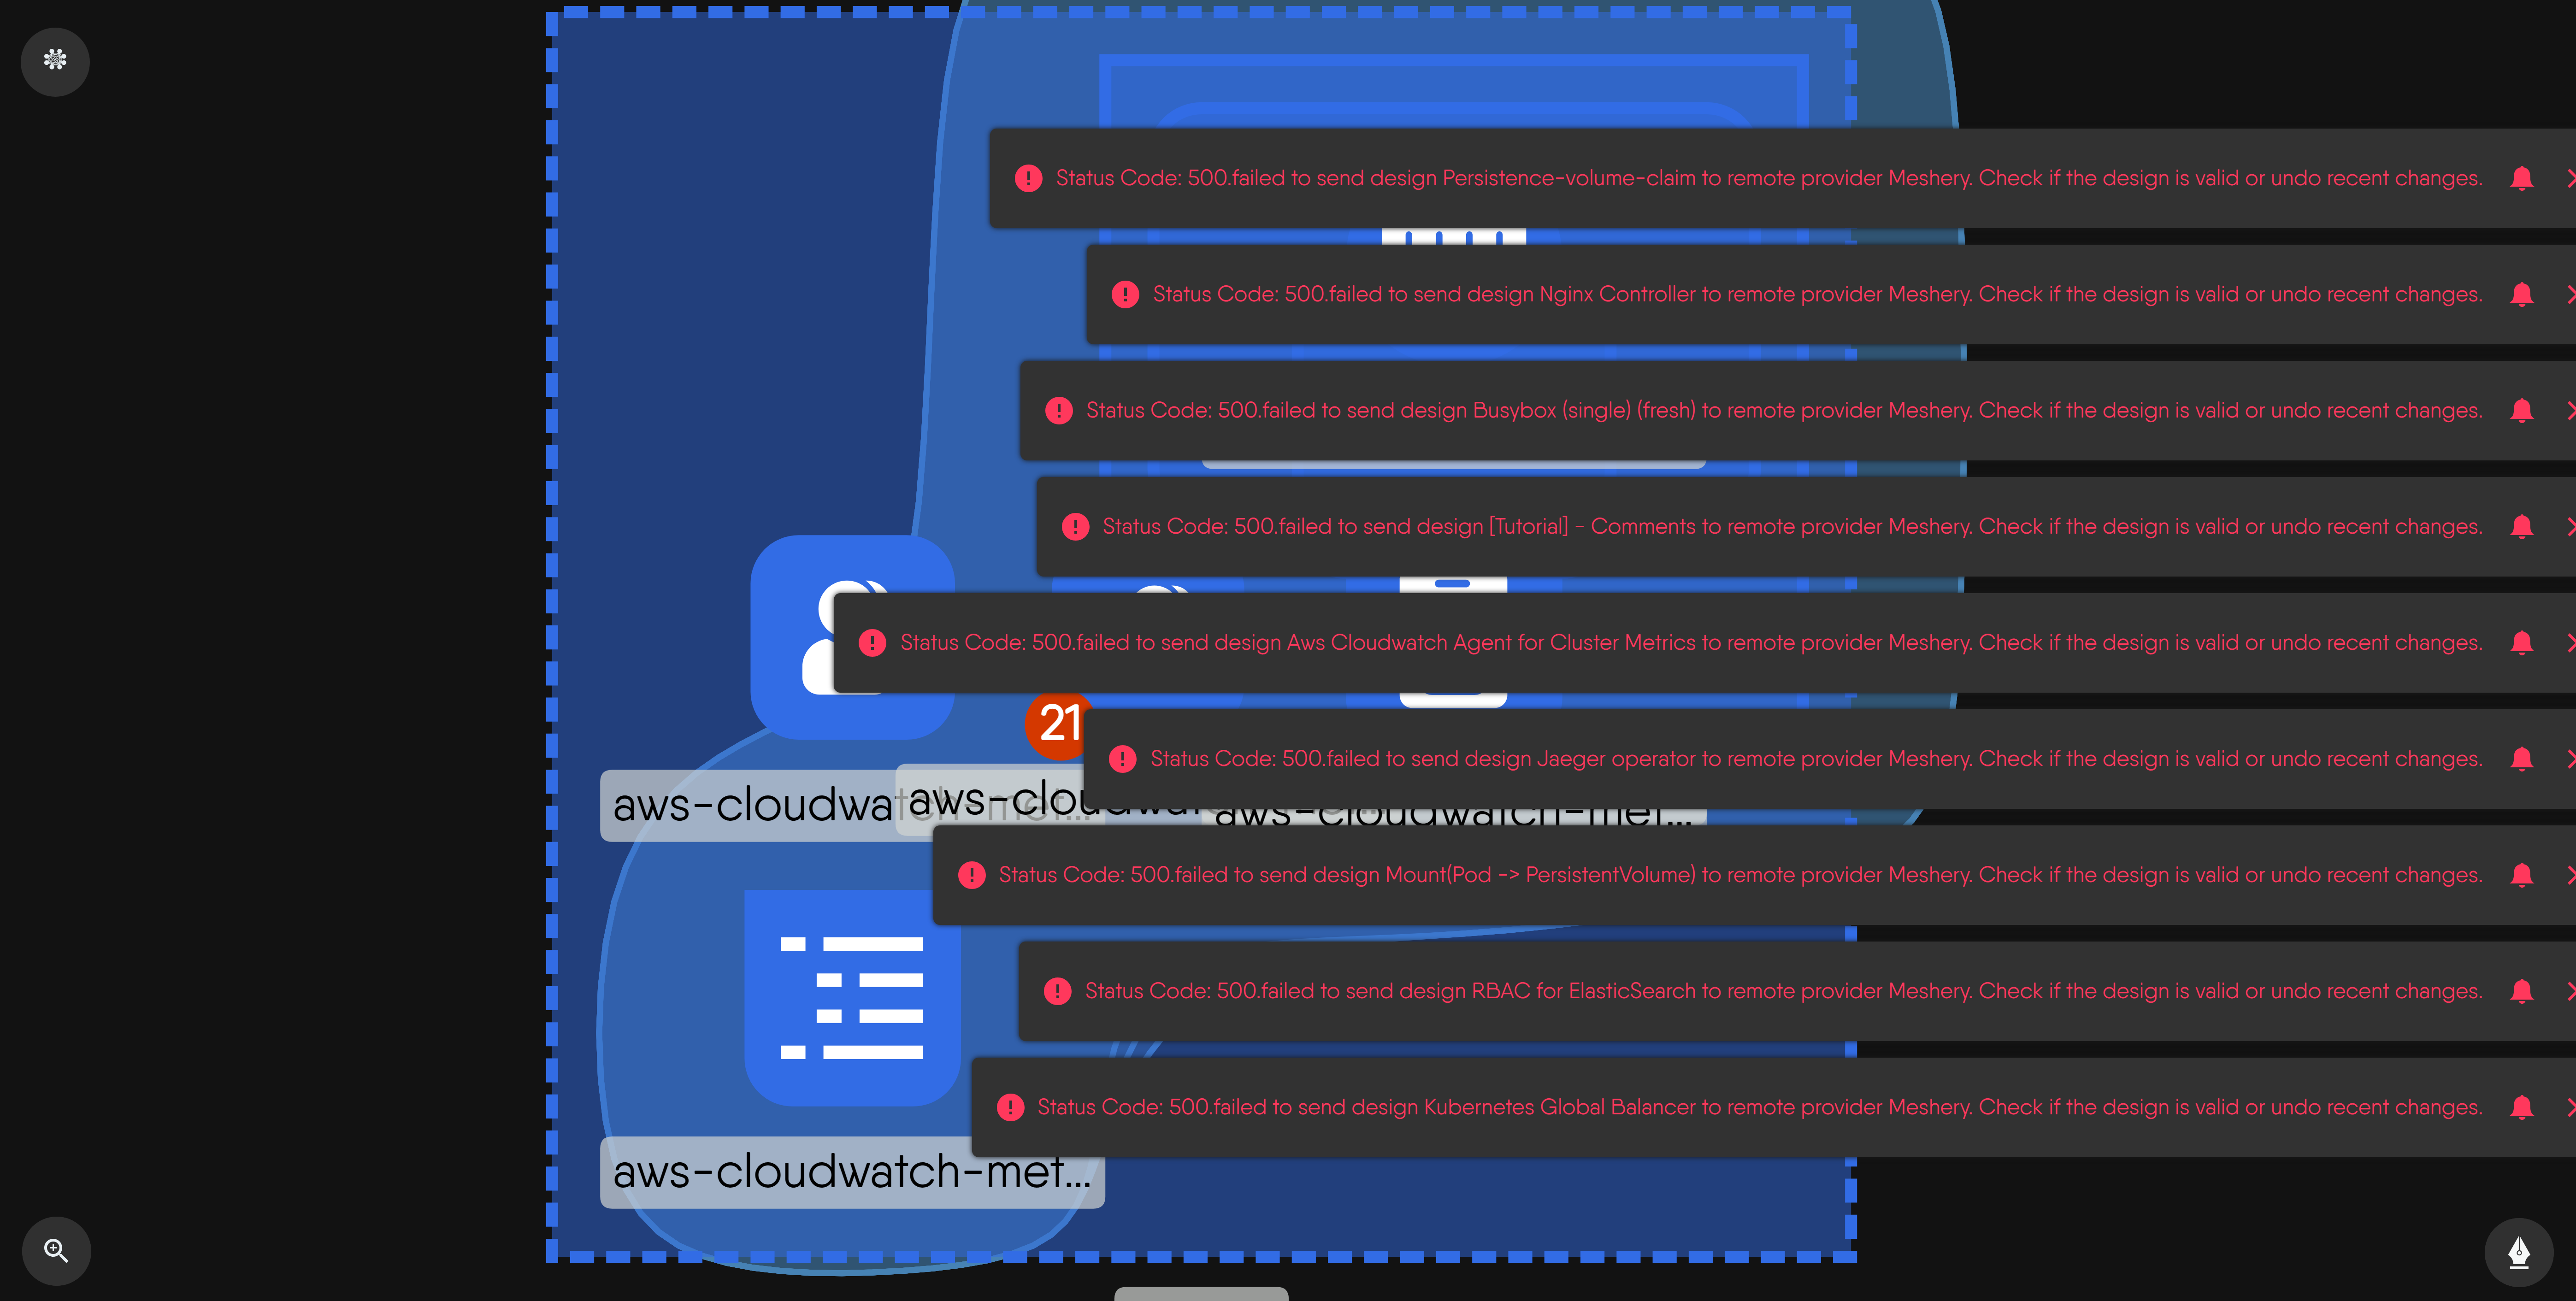 Status Code: 500.failed to send design Persistence-volume-claim to remote provider Meshery. Check if the design is valid or undo recent changes.
Status Code: 500.failed to send design Nginx Controller to remote provider Meshery. Check if the design is valid or undo recent changes.
Status Code: 500.failed to send design Busybox (single) (fresh) to remote provider Meshery. Check if the design is valid or undo recent changes.
Status Code: 500.failed to send design [Tutorial] - Comments to remote provider Meshery. Check if the design is valid or undo recent changes.
Status Code: 500.failed to send design Aws Cloudwatch Agent for Cluster Metrics to remote provider Meshery. Check if the design is valid or undo recent changes.
21
Status Code: 500.failed to send design Jaeger operator to remote provider Meshery. Check if the design is valid or undo recent changes.
aws-cloudwatch-met...
aws-cloudwa
aws-cloudwatch-met...
Status Code: 500.failed to send design Mount(Pod -> PersistentVolume) to remote provider Meshery. Check if the design is valid or undo recent changes.
Status Code: 500.failed to send design RBAC for ElasticSearch to remote provider Meshery. Check if the design is valid or undo recent changes.
Status Code: 500.failed to send design Kubernetes Global Balancer to remote provider Meshery. Check if the design is valid or undo recent changes.
aws-cloudwatch-met...